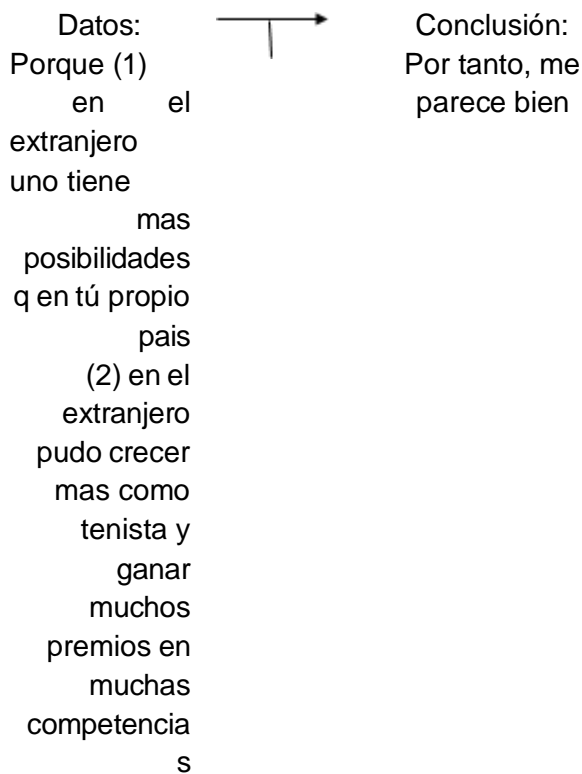 Datos:
Porque (1)
en el
extranjero
uno tiene
mas
posibilidades
q en tú propio
pais
(2) en el
extranjero
pudo crecer
mas como
tenista y
ganar
muchos
premios en
muchas
competencia
s
Conclusión:
Por tanto, me
parece bien